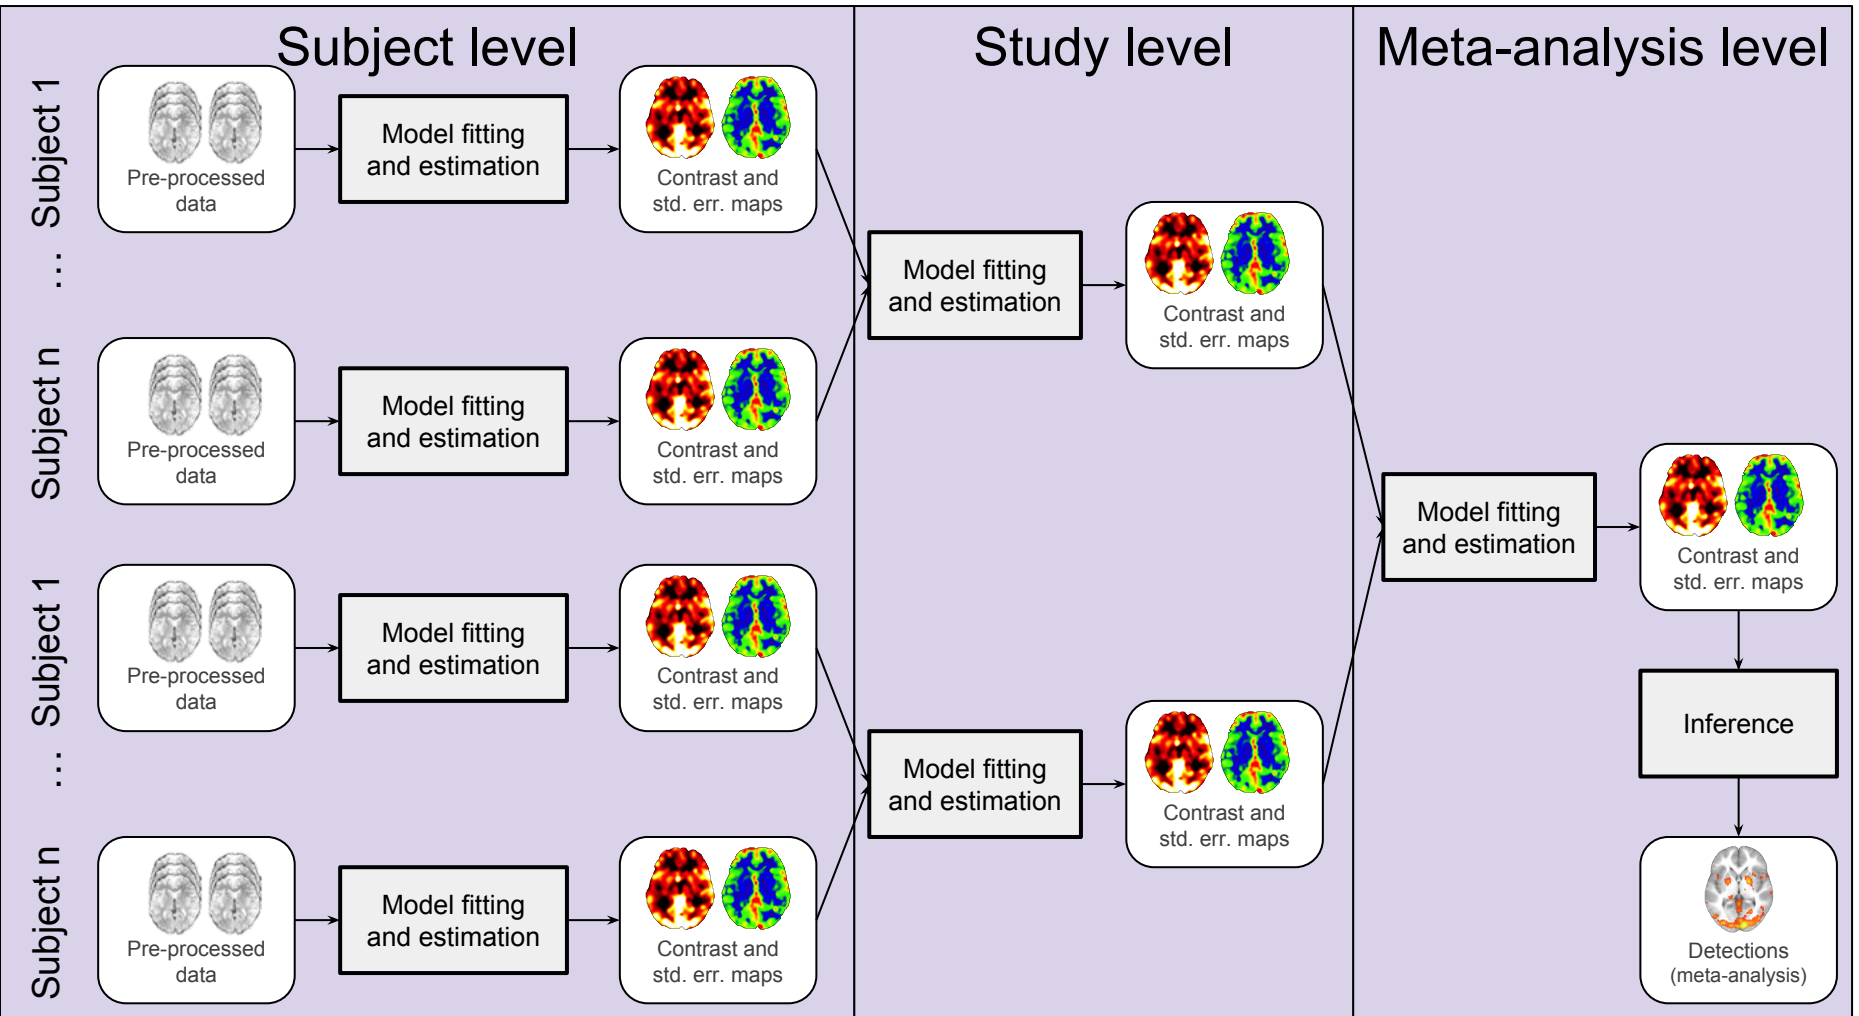 Subject level
Study level
Meta-analysis level
Subject 1
Pre-processed
data
Model fitting
and estimation
Contrast and
std. err. maps
...
Subject n
Pre-processed
data
Model fitting
and estimation
Contrast and
std. err. maps
Model fitting
and estimation
Contrast and
std. err. maps
Subject 1
Pre-processed
data
Model fitting
and estimation
Contrast and
std. err. maps
...
Subject n
Pre-processed
data
Model fitting
and estimation
Contrast and
std. err. maps
Model fitting
and estimation
Contrast and
std. err. maps
Model fitting
and estimation
Contrast and
std. err. maps
Inference
Detections
(meta-analysis)